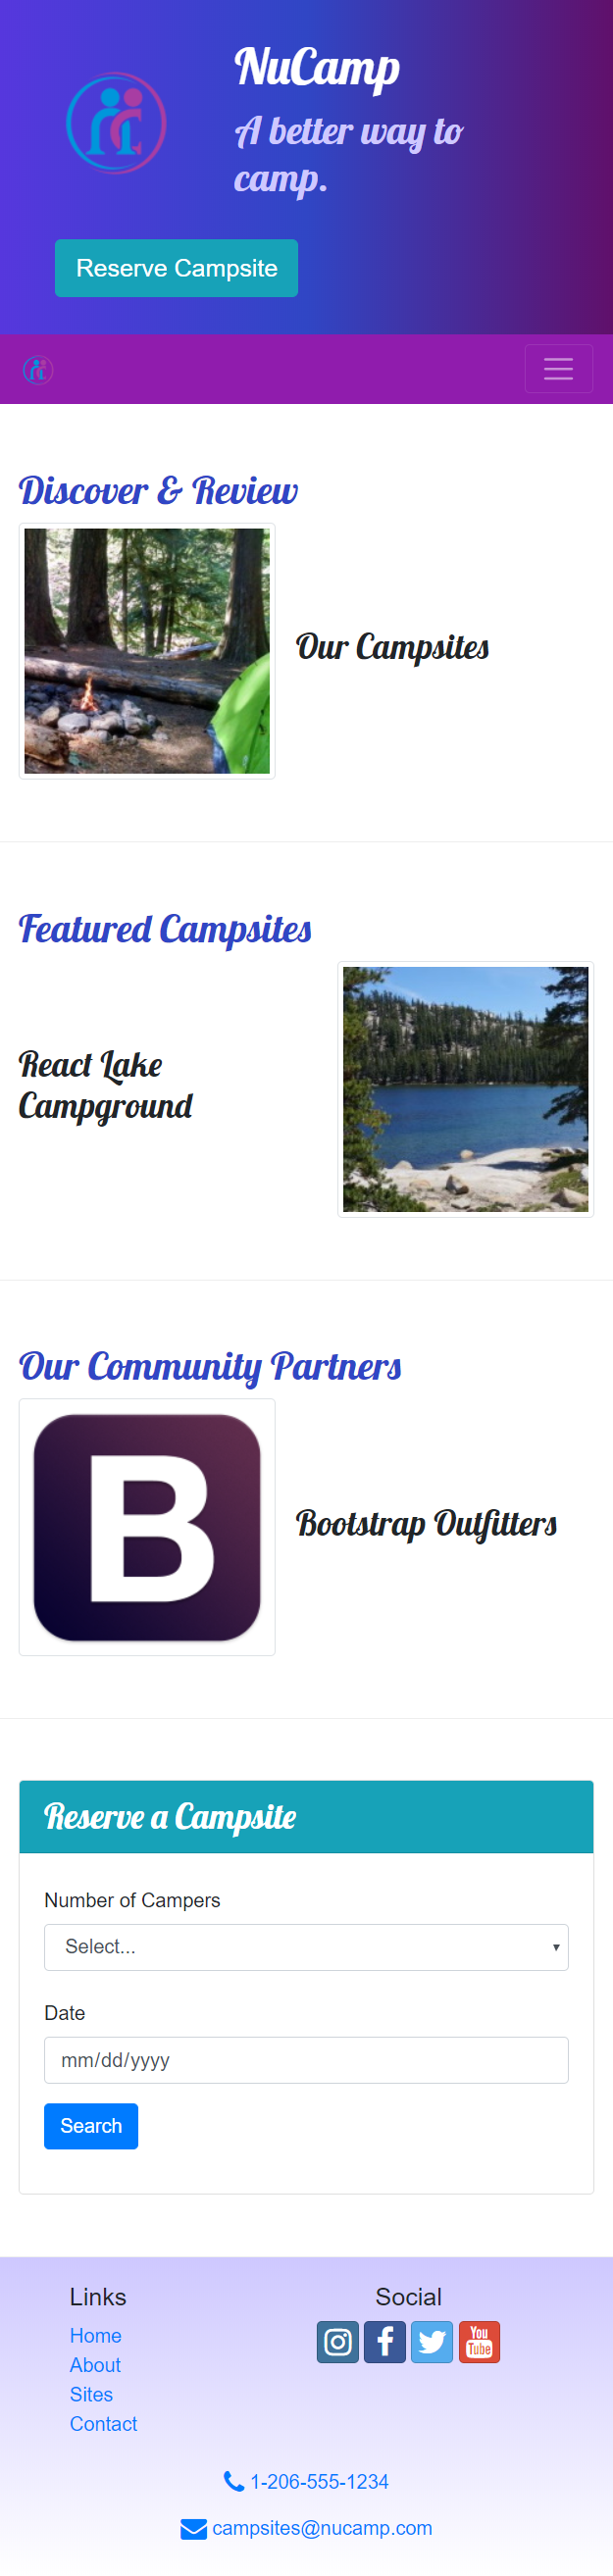 NuCamp
A better way to
camp.
Reserve Campsite
Discover & Review
Our Campsites
Featured Campsites
React Lake
Campground
Our Community Partners
B
Bootstrap Outfitters
Reserve a Campsite
Number of Campers
Select...
Date
mm/dd/yyyy
Search
Links
Social
Home
You
Tube
About
Sites
Contact
1-206-555-1234
campsites@nucamp.com